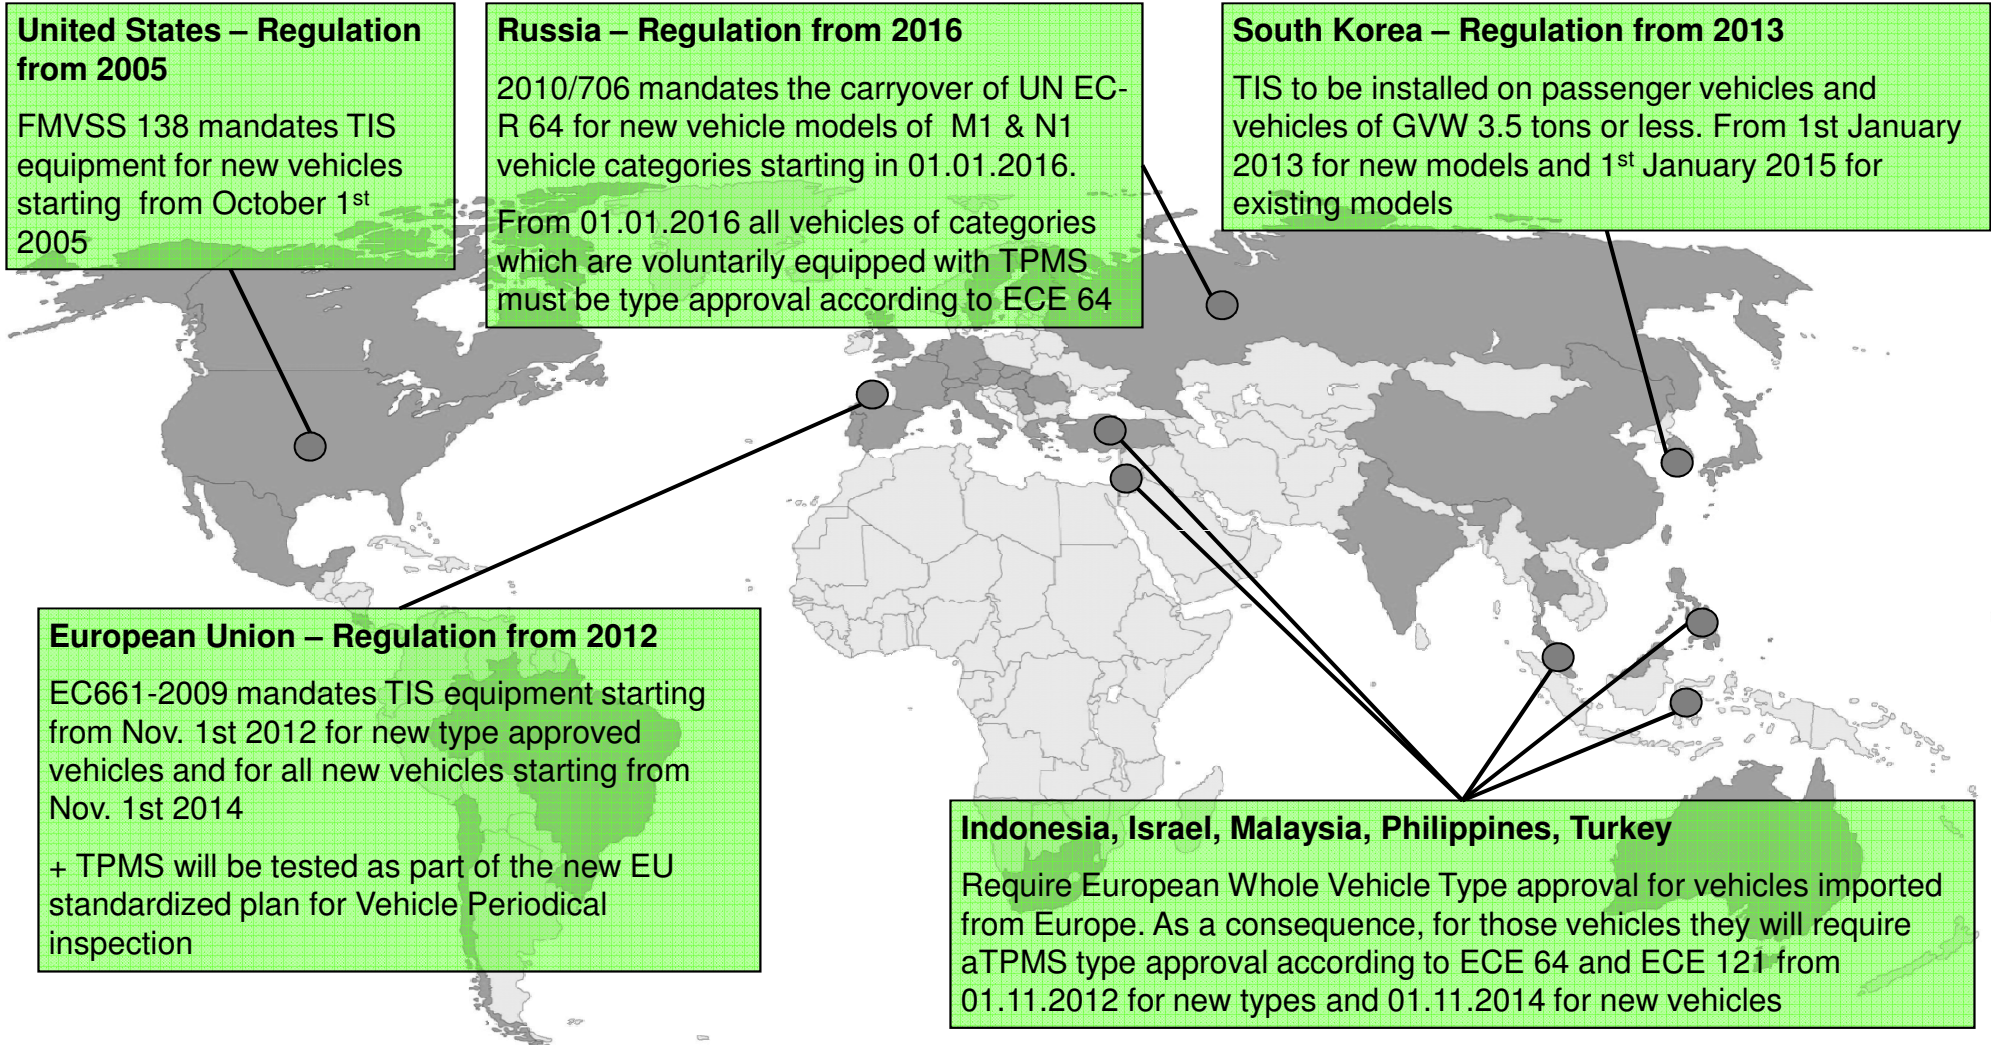 United States – Regulation
from 2005
FMVSS 138 mandates TIS
equipment for new vehicles
starting from October 1st
2005
Russia – Regulation from 2016
2010/706 mandates the carryover of UN EC-
R 64 for new vehicle models of M1 & N1
vehicle categories starting in 01.01.2016.
From 01.01.2016 all vehicles of categories
which are voluntarily equipped with TPMS
must be type approval according to ECE 64
South Korea – Regulation from 2013
TIS to be installed on passenger vehicles and
vehicles of GVW 3.5 tons or less. From 1st January
2013 for new models and 1st January 2015 for
existing models
European Union – Regulation from 2012
EC661-2009 mandates TIS equipment starting
from Nov. 1st 2012 for new type approved
vehicles and for all new vehicles starting from
Nov. 1st 2014
+ TPMS will be tested as part of the new EU
standardized plan for Vehicle Periodical
inspection
Indonesia, Israel, Malaysia, Philippines, Turkey
Require European Whole Vehicle Type approval for vehicles imported
from Europe. As a consequence, for those vehicles they will require
aTPMS type approval according to ECE 64 and ECE 121 from
01.11.2012 for new types and 01.11.2014 for new vehicles